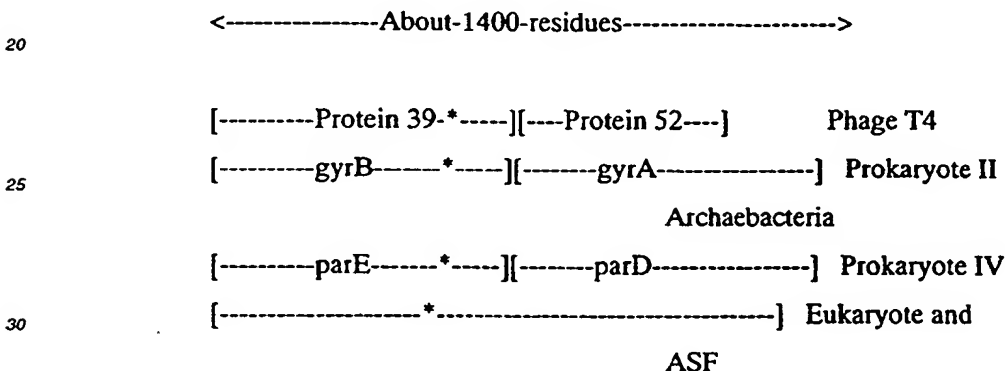 <---------------About-1400-residues--------------------->
20
[----------Protein 39-*-----][----Protein 52----] Phage T4
[---------gyrB-------*-----][--------gyrA---------------] Prokaryote II
25
Archaebacteria
[---------parE-------*-----][--------parD---------------] Prokaryote IV
[--------------------*---------------------------------] Eukaryote and
30
ASF